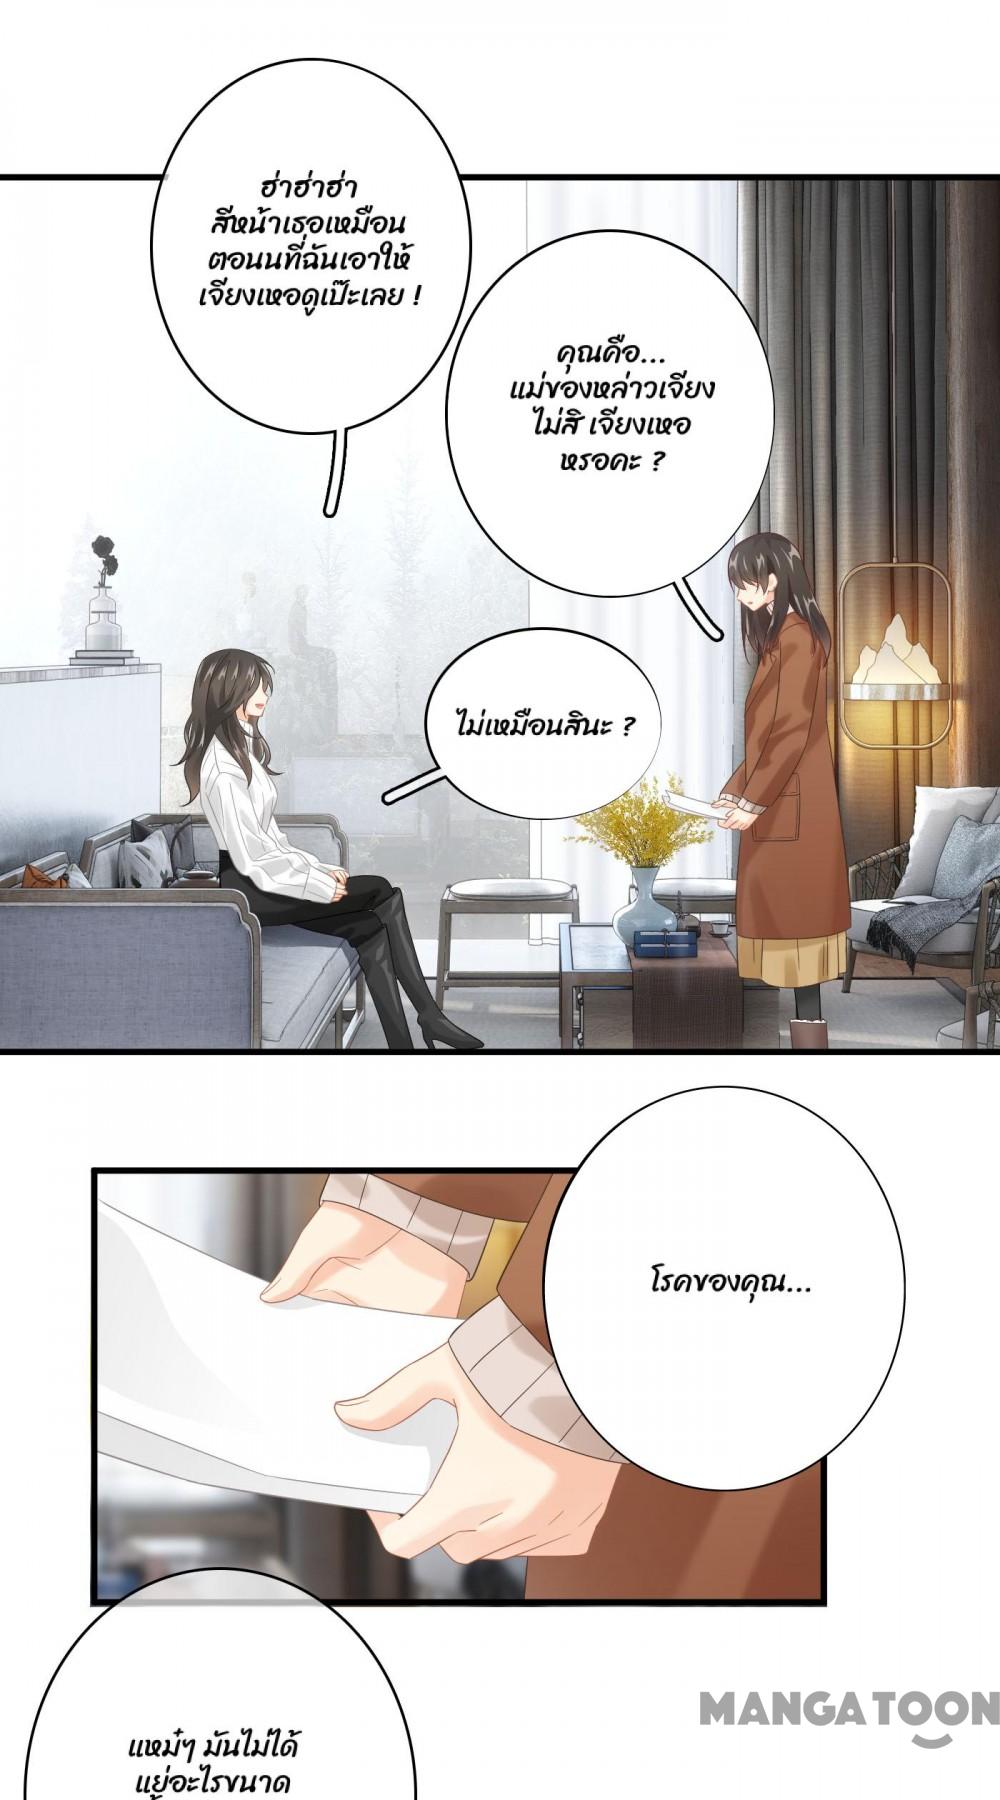 ฮ่าฮ่าฮ่า
สีหน้าเธอเหมือน
ตอนนที่ฉันเอาให้
เจียงเหอดูเป๊ะเลย !
คุณคือ...
แม่ของหล่าวเจียง
ไม่สิ เจียงเหอ
หรอคะ ?
ไม่เหมือนสินะ ?
โรคของคุณ...
แหม๋ๆ มันไม่ได้
แย่อะไรขนาด
MANGATOON